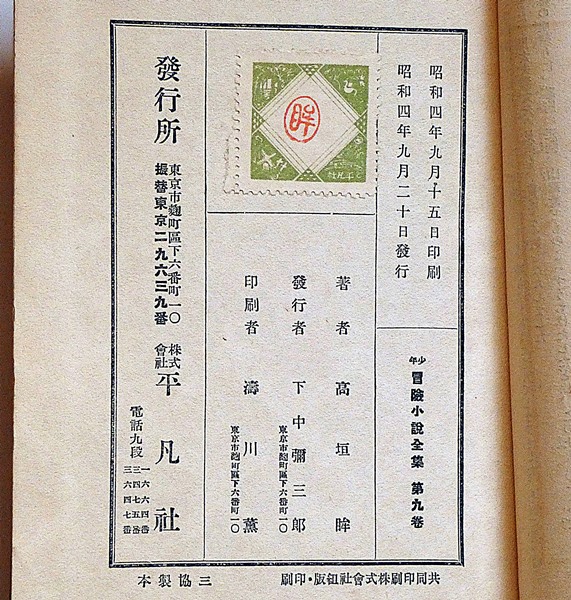 昭和四年九月十五日印刷
昭和四年九月二十日發行
少年 冒險小說全集 第九卷
眸
平凡社
著者 高垣眸
發行者 下中彌三郎
東京市麴町區下六番町一〇
印刷者 濤川薰
東京市麴町區下六番町一〇
發行所
東京市麴町區下六番町一〇
振替東京二九六三九番
株式會社 平凡社
電話九段
一六六四番
三四七五番
三六四七番
共同印刷株式會社組版・印刷
三協製本